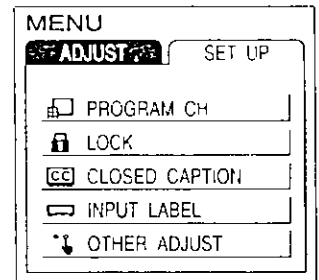 MENU
ADJUST SET UP
PROGRAM CH
LOCK
CC CLOSED CAPTION
INPUT LABEL
OTHER ADJUST